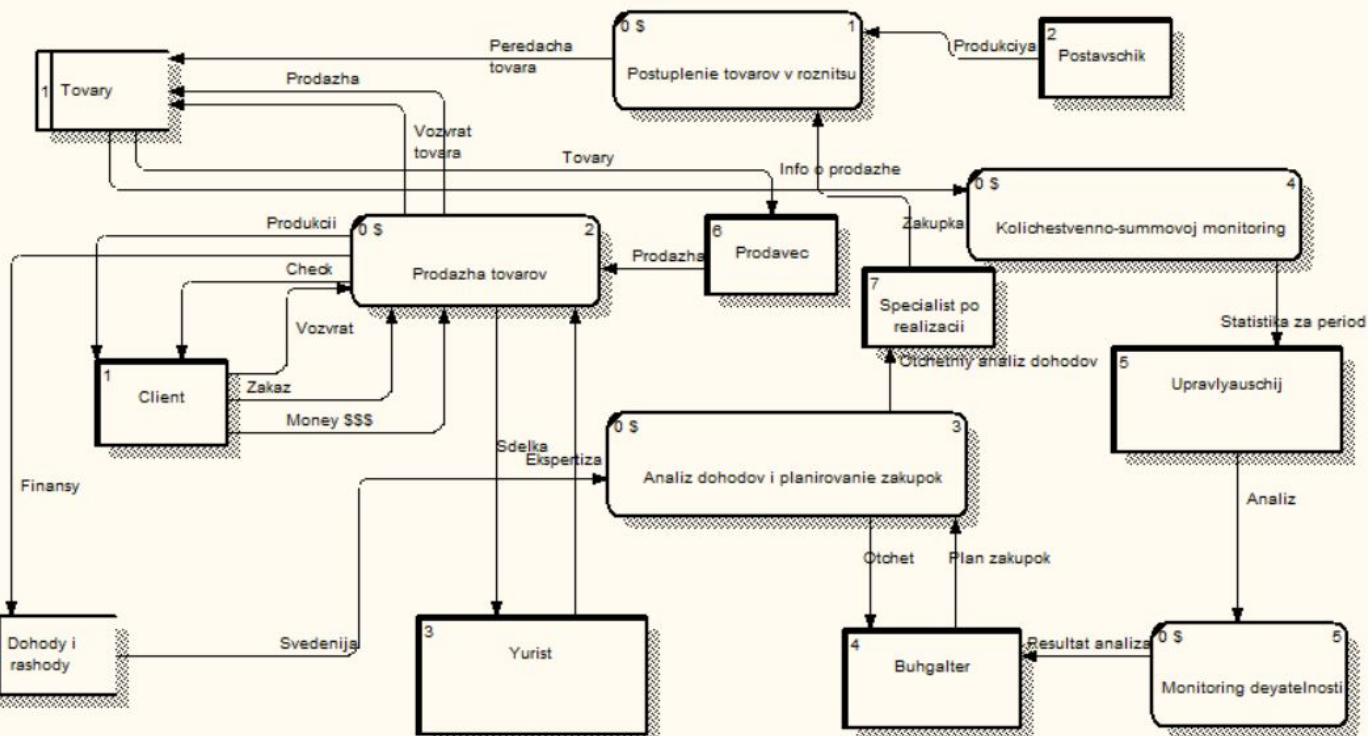 0 $
1
Postuplenie tovarov v roznitsu
Produkciya
2
Postavschik
Peredacha
tovara
1
Tovary
Prodazha
Vozvrat
tovara
Tovary
Info o prodazhe
0 $
4
Kolichestvenno-summovoj monitoring
Zakupka
Produkcii
0 $
2
Prodazha tovarov
Check
Vozvrat
Prodazha
6
Prodavec
7
Specialist po
realizacii
Statistika za period
Otchetniy analiz dohodov
1
Client
Zakaz
Money $$$
5
Upravlyauschij
0 $
3
Analiz dohodov i planirovanie zakupok
Sdelka
Ekspertiza
Finansy
Analiz
Otchet
Plan zakupok
Dohody i
rashody
Svedenija
3
Yurist
4
Buhgalter
Resultat analiza
0 $
5
Monitoring deyatelnosti